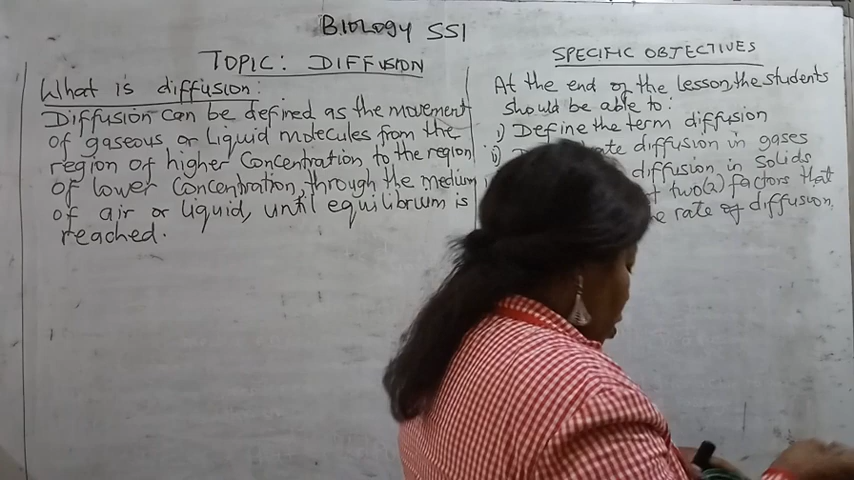 BIOLOGY SS1
TOPIC: DIFFUSION
What is diffusion:
Diffusion can be defined as the movement
of gaseous or liquid molecules from the
region of higher concentration to the region
of lower concentration, through the medium
of air or liquid, until equilibrium is
reached.
SPECIFIC OBJECTIVES
At the end of the lesson, the students
should be able to:
i) Define the term diffusion
ii) diffusion in gases
diffusion in solids
two(2) factors that
rate of diffusion.